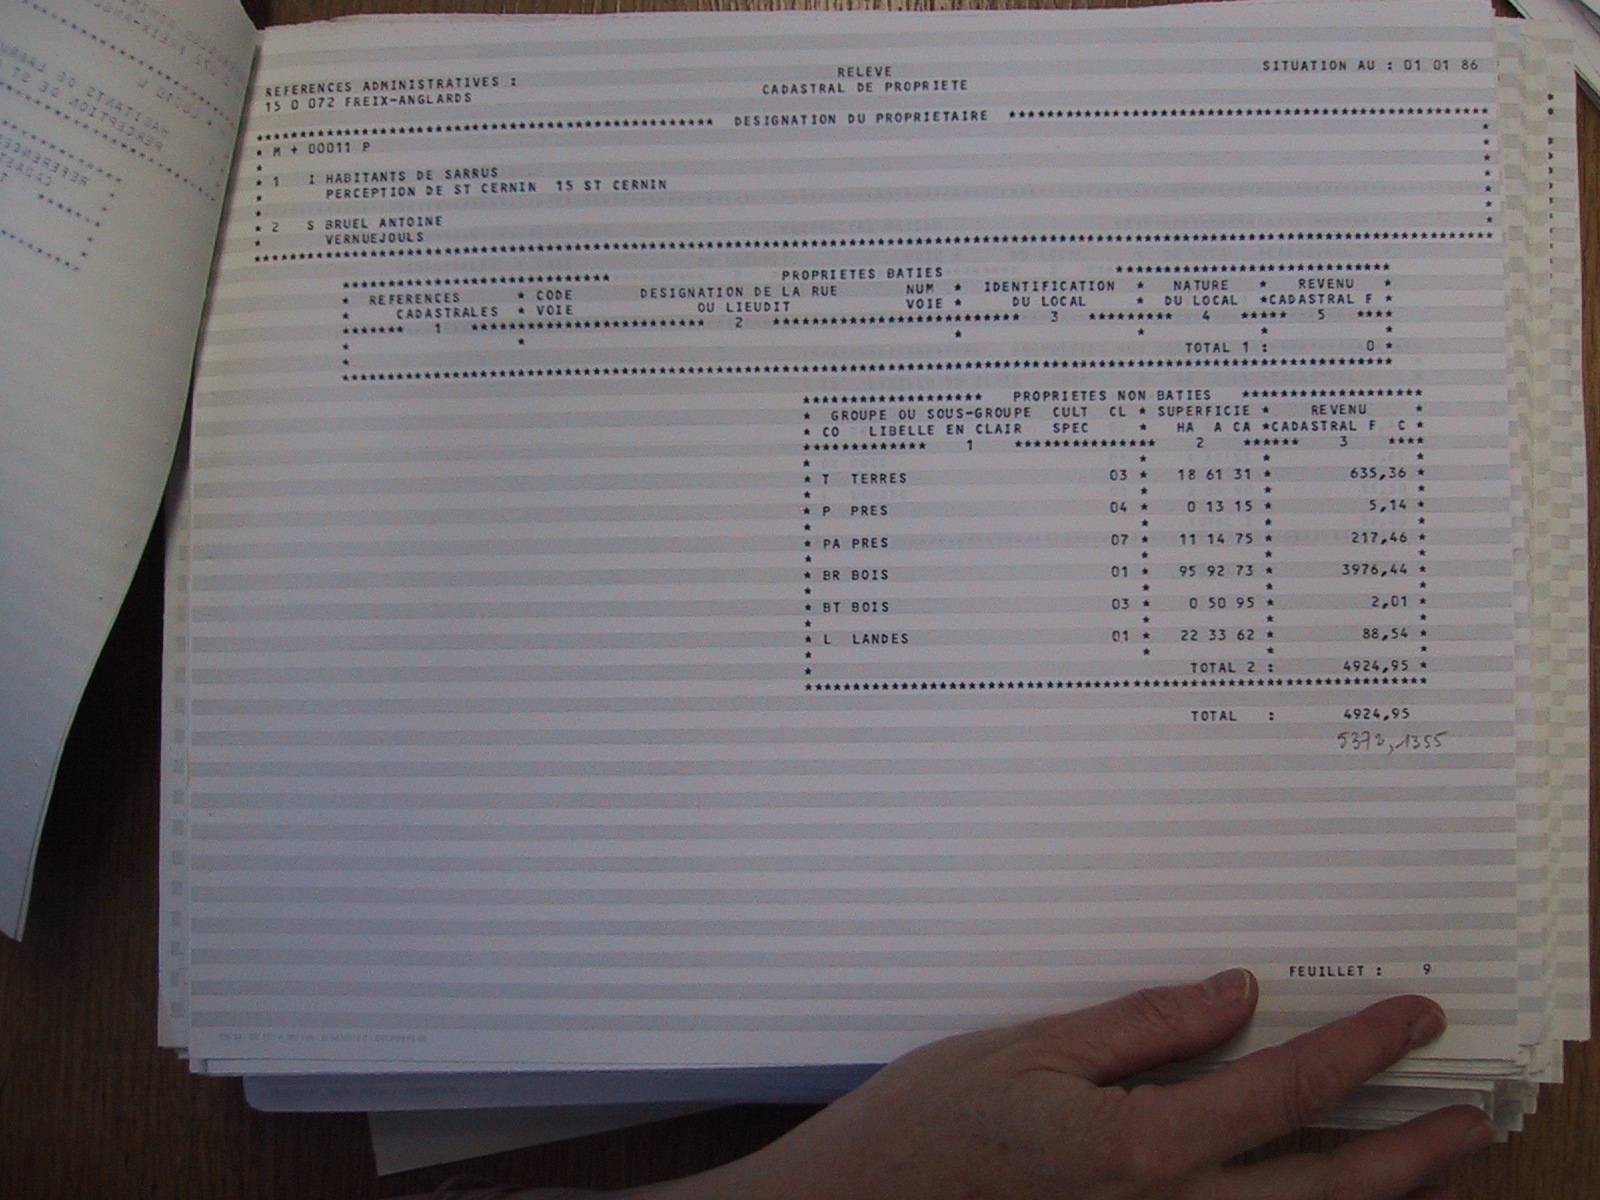 REFERENCES ADMINISTRATIVES :
15 0 072 FREIX-ANGLARDS
RELEVE
CADASTRAL DE PROPRIETE
SITUATION AU : 01 01 86
DESIGNATION DU PROPRIETAIRE
M + 00011 P
1 I HABITANTS DE SARRUS
PERCEPTION DE ST CERNIN 15 ST CERNIN
2 S BRUEL ANTOINE
VERNUEJOULS
PROPRIETES BATIES
REFERENCES * CODE DESIGNATION DE LA RUE NUM * IDENTIFICATION * NATURE * REVENU
CADASTRALES * VOIE OU LIEUDIT VOIE * DU LOCAL * DU LOCAL *CADASTRAL F *
1 2 3 4 5
TOTAL 1 : 0 *
PROPRIETES NON BATIES
* GROUPE OU SOUS-GROUPE CULT CL * SUPERFICIE * REVENU *
* CO LIBELLE EN CLAIR SPEC * HA A CA *CADASTRAL F C *
1 2 3
* T TERRES 03 * 18 61 31 * 635,36 *
* P PRES 04 * 0 13 15 * 5,14 *
* PA PRES 07 * 11 14 75 * 217,46 *
* BR BOIS 01 * 95 92 73 * 3976,44 *
* BT BOIS 03 * 0 50 95 * 2,01 *
* L LANDES 01 * 22 33 62 * 88,54 *
TOTAL 2 : 4924,95 *
TOTAL : 4924,95
5372,1355
FEUILLET : 9